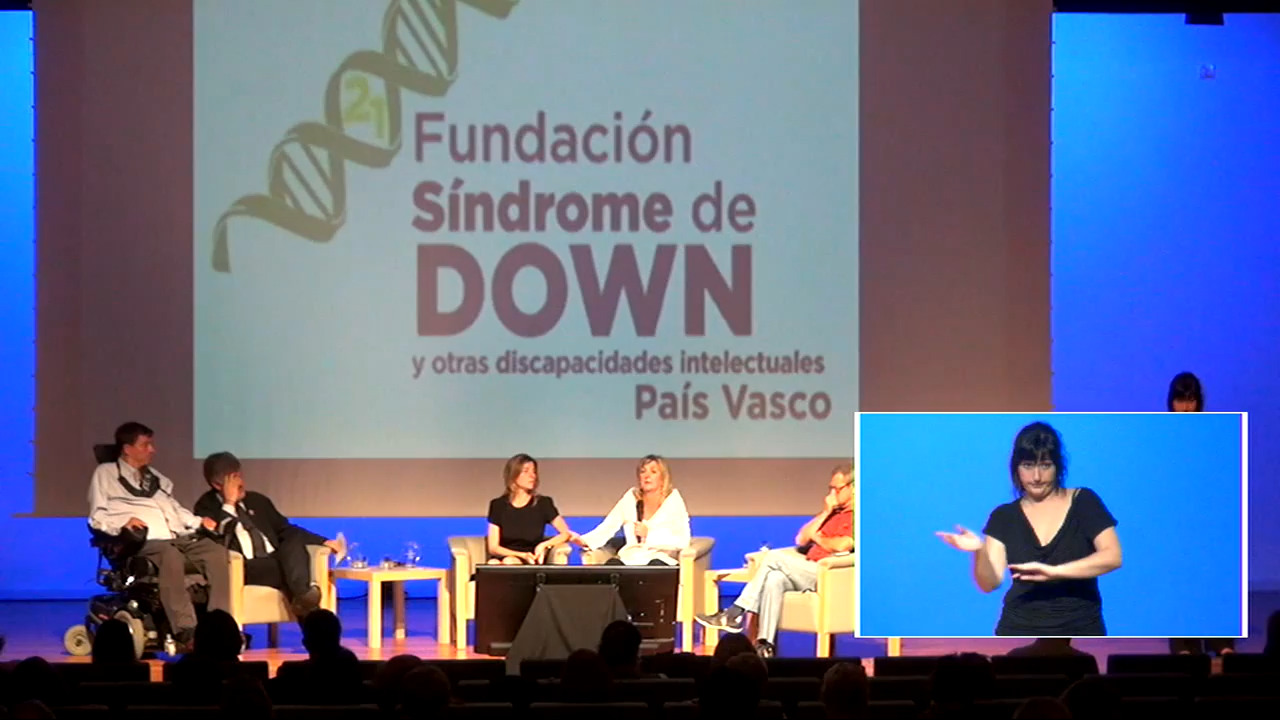 21
Fundación
Síndrome de
DOWN
y otras discapacidades intelectuales
País Vasco